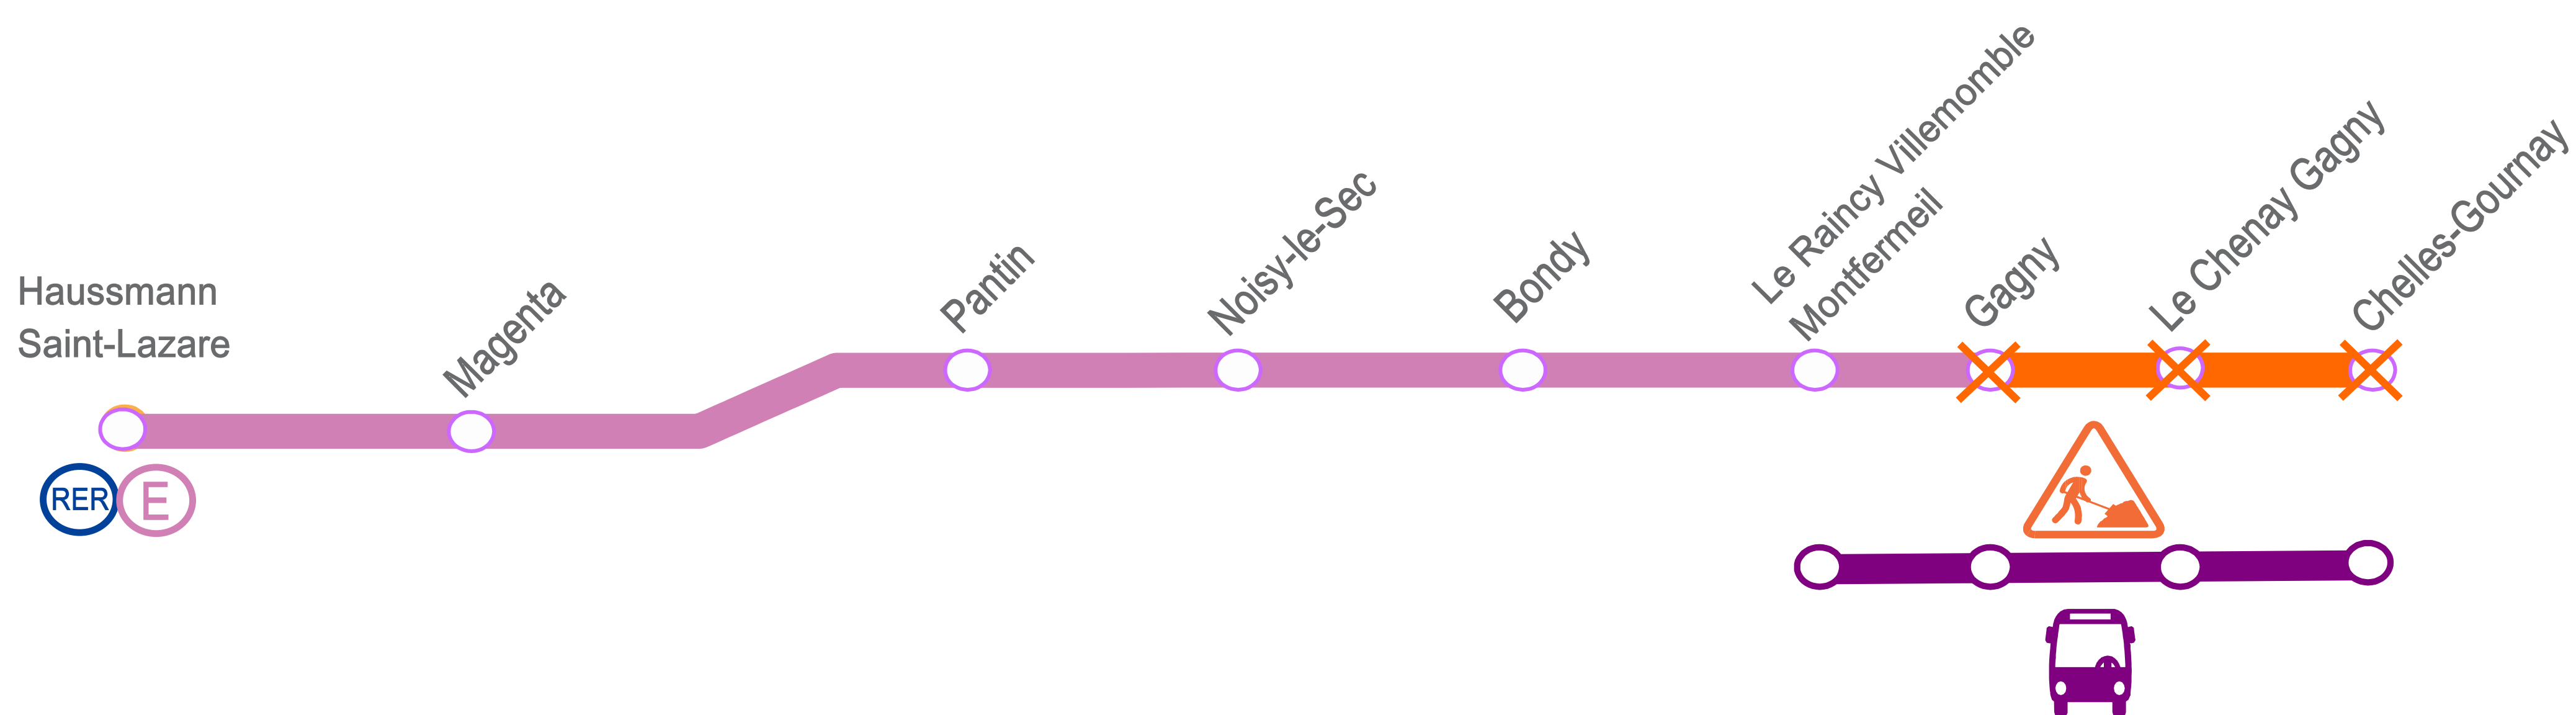 Haussmann
Saint-Lazare
RER
E
Magenta
Pantin
Noisy-le-Sec
Bondy
Le Raincy Villemomble
Montfermeil
Gagny
Le Chenay Gagny
Chelles-Gournay